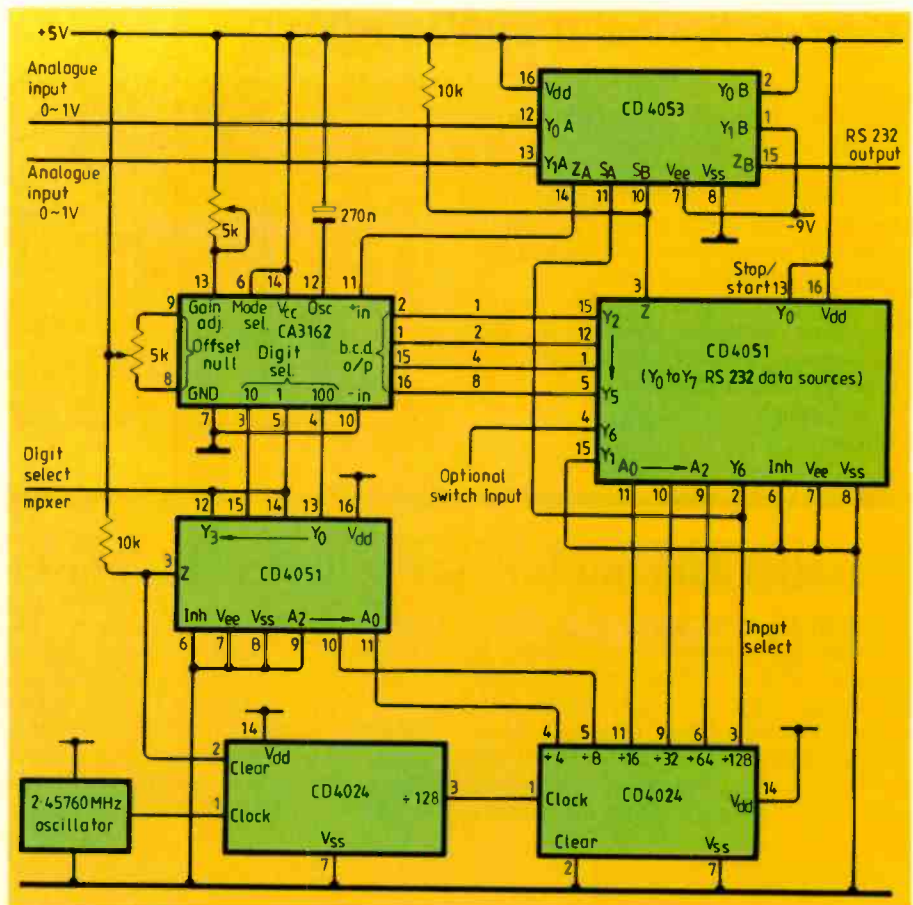 +5V
Analogue
input
0~1V
Analogue
input
0~1V
10k
16
Vdd
CD4053
Y0B
2
12
Y0A
Y1B
1
RS 232
output
13
Y1A
ZA
SA
SB
Vee
Vss
ZB
15
14
11
10
7
8
-9V
5k
270n
Stop/
start
13
16
3
Z
Y0
Vdd
13
6
14
12
11
9
Gain
adj.
Mode
sel.
Vcc
Osc
+in
2
1
15
Y2
CA3162
1
2
12
5k
Offset
null
Digit
sel.
b.c.d.
o/p
15
4
1
CD4051
(Y0 to Y7 RS 232 data sources)
8
GND
10
1
100
-in
16
8
5
Y5
7
3
5
4
10
4
Y6
15
Y1
Optional
switch input
A0
A2
Y6
Inh
Vee
Vss
11
10
9
2
6
7
8
Digit
select
mpxer
12
15
14
13
16
Y3
Y0
Vdd
10k
3
Z
CD4051
Inh
Vee
Vss
A2
A0
6
7
8
9
10
11
Input
select
4
5
11
9
6
3
÷4
÷8
÷16
÷32
÷64
÷128
14
Vdd
2
Clear
CD4024
÷128
3
1
Clock
CD4024
14
Vdd
2·45760MHz
oscillator
1
Clock
Vss
7
Clear
2
Vss
7